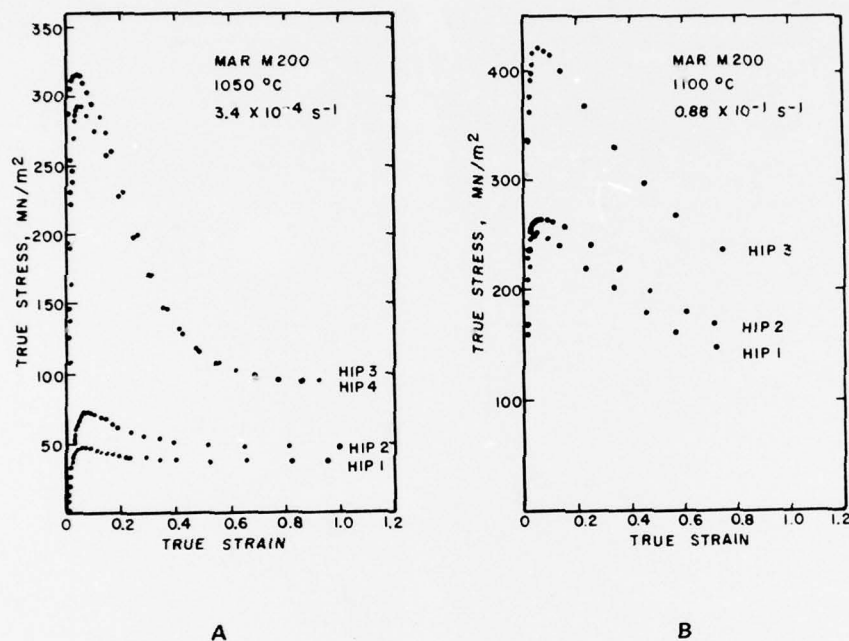 MAR M200
1050 °C
3.4 X 10⁻⁴ S⁻¹
TRUE STRESS, MN/m²
350
300
250
200
150
100
50
0
0.2
0.4
0.6
0.8
1.0
1.2
TRUE STRAIN
HIP 3
HIP 4
HIP 2
HIP 1
A
MAR M200
1100 °C
0.88 X 10⁻¹ S⁻¹
TRUE STRESS, MN/m²
400
300
200
100
0
0
0.2
0.4
0.6
0.8
1.0
1.2
TRUE STRAIN
HIP 3
HIP 2
HIP 1
B